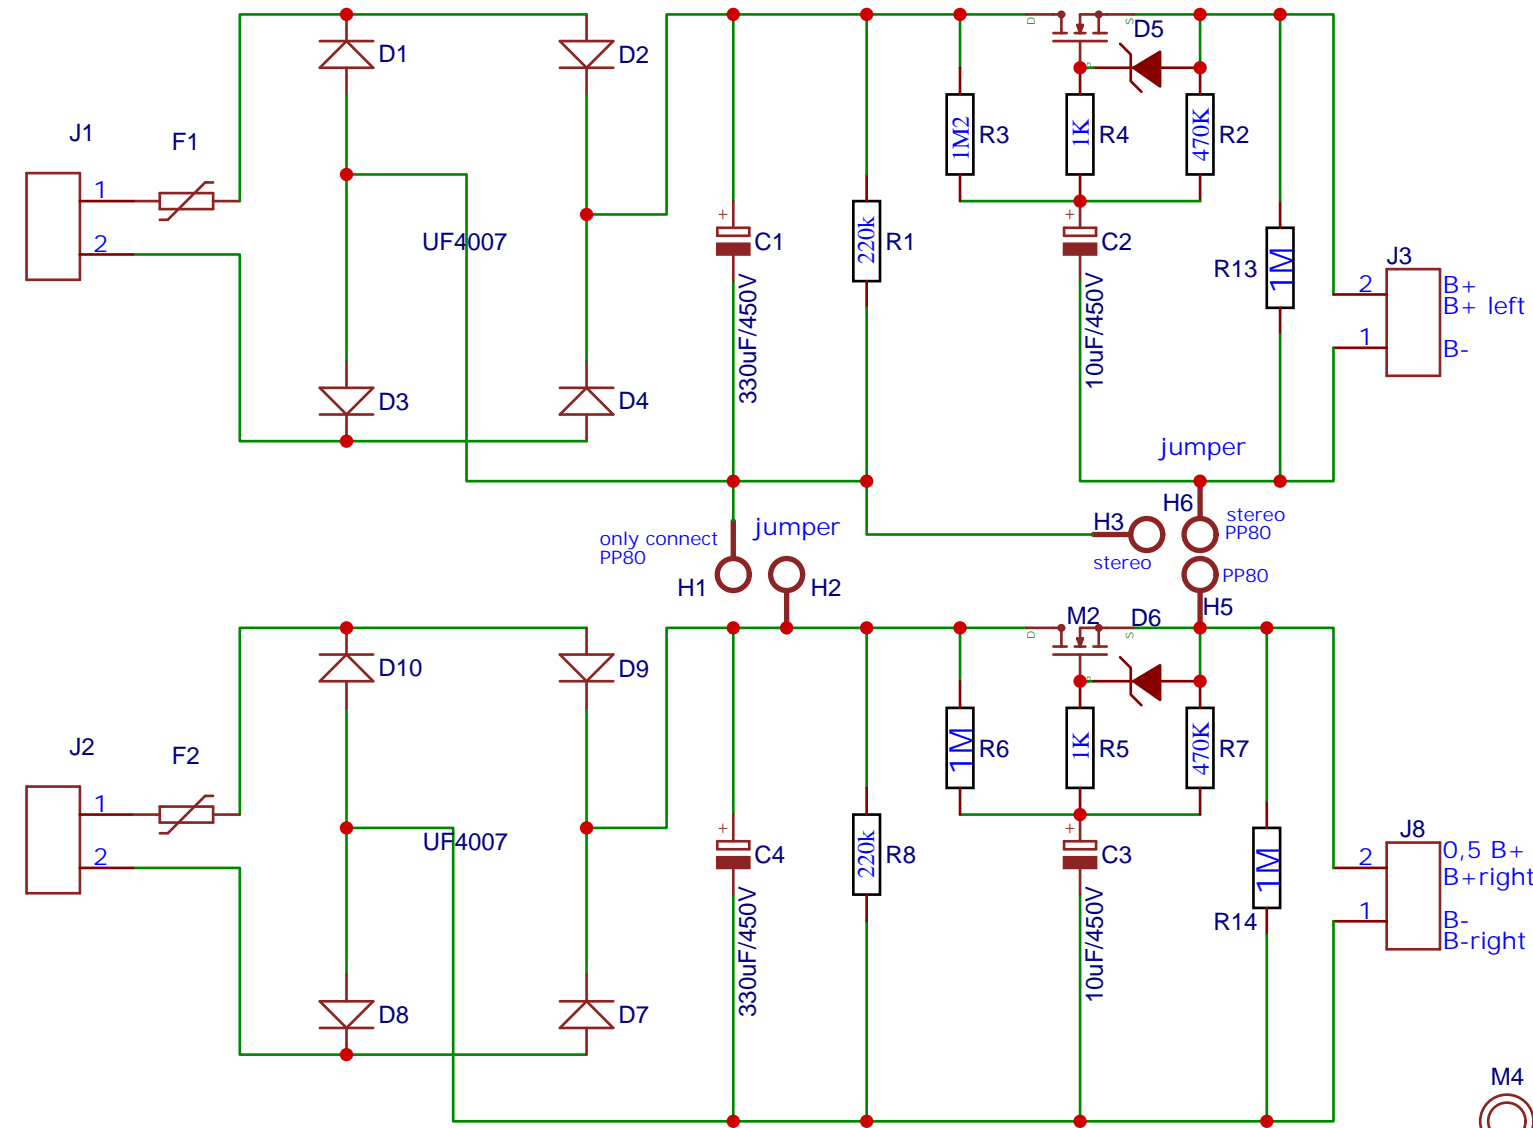 D1
D2
J1
F1
1
2
UF4007
D3
D4
+
C1
330uF/450V
220k
R1
D
S
D5
1M2
R3
1K
R4
470K
R2
+
C2
10uF/450V
R13
1M
J3
2
B+
B+ left
1
B-
jumper
only connect
PP80
jumper
H1
H2
H3
stereo
H6
stereo
PP80
PP80
H5
D10
D9
J2
F2
1
2
UF4007
D8
D7
+
C4
330uF/450V
220k
R8
D
M2
S
D6
1M
R6
1K
R5
470K
R7
+
C3
10uF/450V
1M
R14
J8
2
0,5 B+
B+right
1
B-
B-right
M4